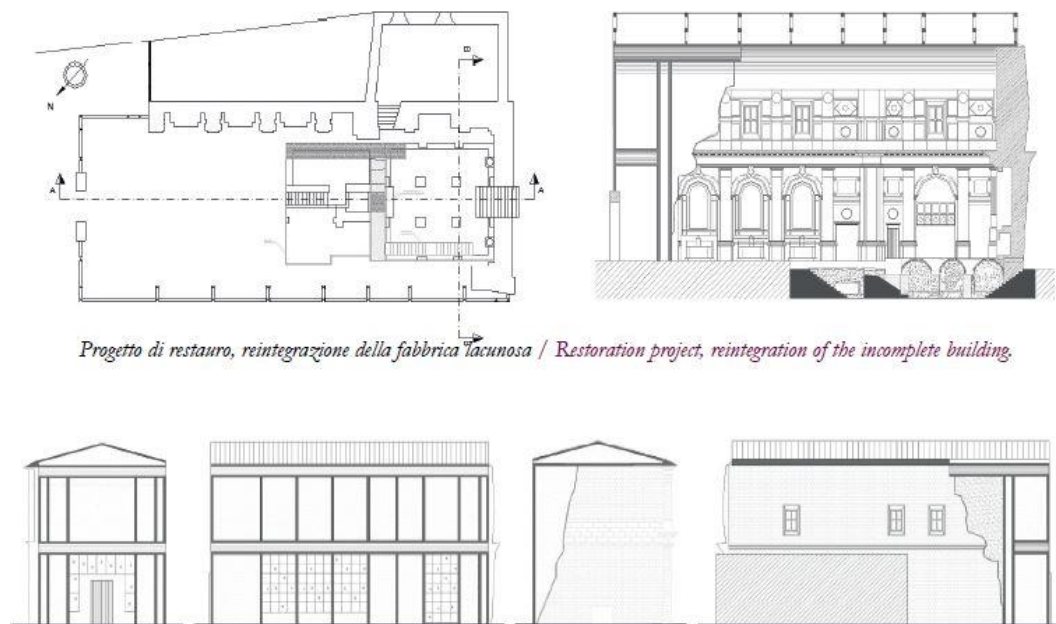 B
N
A
A
Progetto di restauro, reintegrazione della fabbrica lacunosa / Restoration project, reintegration of the incomplete building.